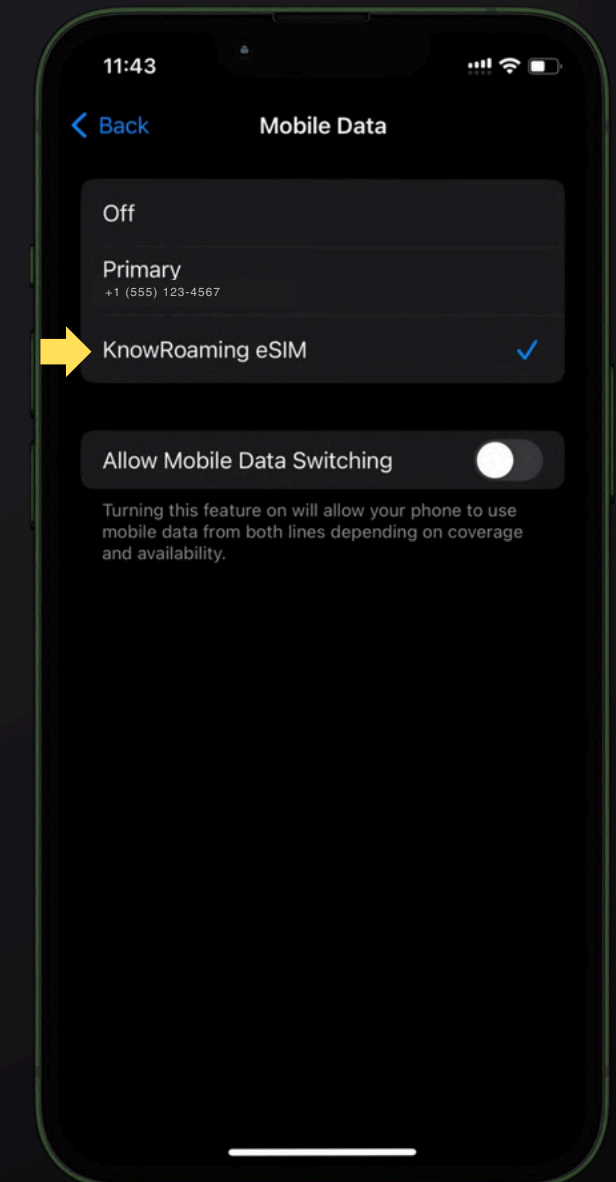 11:43
Back
Mobile Data
Off
Primary
+1 (555) 123-4567
KnowRoaming eSIM
Allow Mobile Data Switching
Turning this feature on will allow your phone to use
mobile data from both lines depending on coverage
and availability.